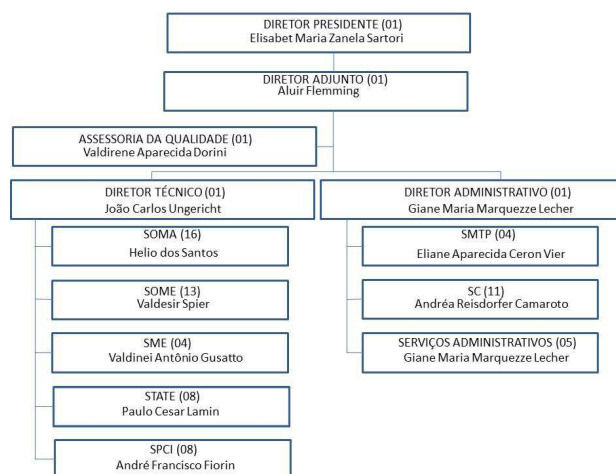 DIRETOR PRESIDENTE (01)
Elisabet Maria Zanela Sartori
DIRETOR ADJUNTO (01)
Aluir Flemming
ASSESSORIA DA QUALIDADE (01)
Valdirene Aparecida Dorini
DIRETOR TÉCNICO (01)
João Carlos Ungericht
SOMA (16)
Helio dos Santos
SOME (13)
Valdesir Spier
SME (04)
Valdinei Antônio Gusatto
STATE (08)
Paulo Cesar Lamin
SPCI (08)
André Francisco Fiorin
DIRETOR ADMINISTRATIVO (01)
Giane Maria Marquezze Lecher
SMTP (04)
Eliane Aparecida Ceron Vier
SC (11)
Andréa Reisdorfer Camaroto
SERVIÇOS ADMINISTRATIVOS (05)
Giane Maria Marquezze Lecher